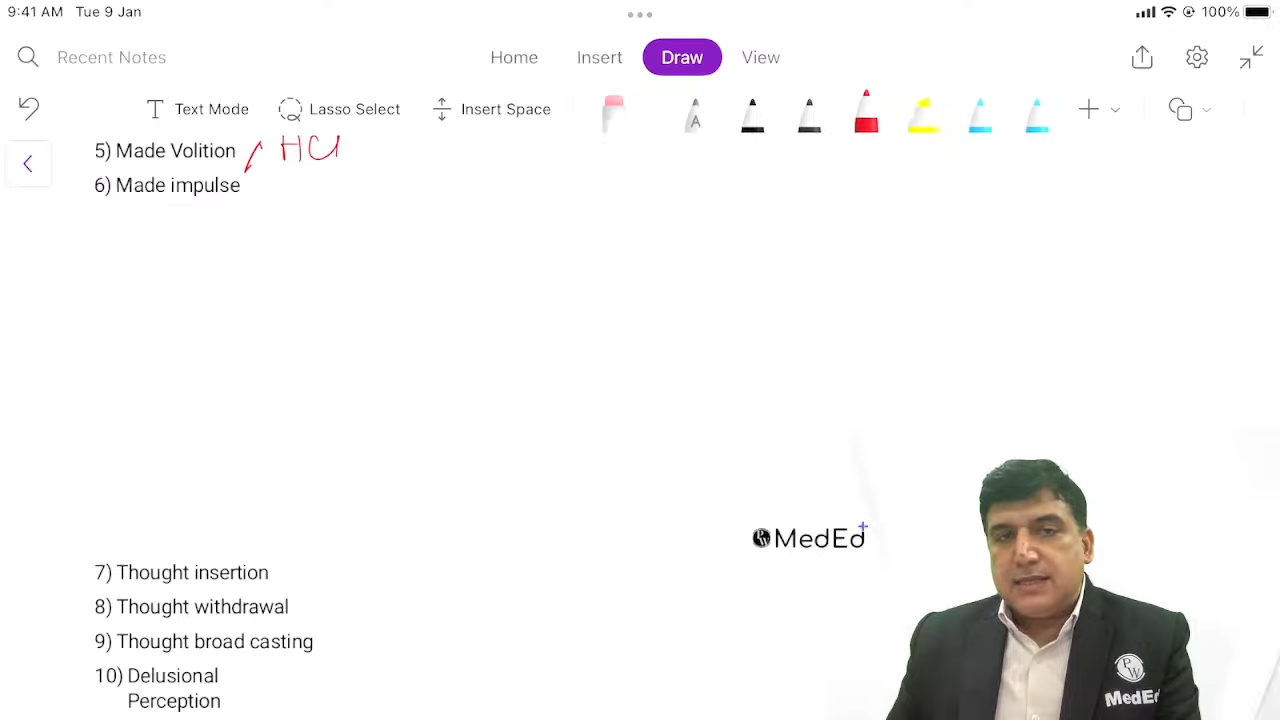 9:41 AM Tue 9 Jan 100%
Recent Notes Home Insert Draw View
Text Mode Lasso Select Insert Space
A
5) Made Volition
6) Made impulse
MedEd
7) Thought insertion
8) Thought withdrawal
9) Thought broad casting
10) Delusional
Perception
PW
MedEd